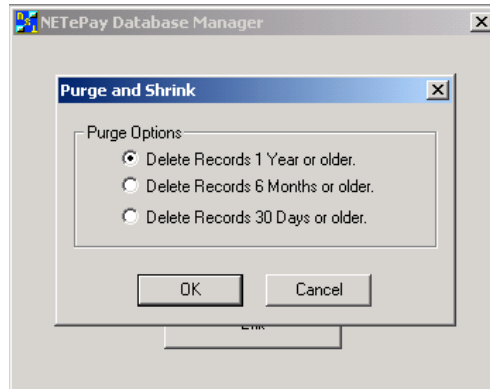 NETePay Database Manager
Purge and Shrink
Purge Options
Delete Records 1 Year or older.
Delete Records 6 Months or older.
Delete Records 30 Days or older.
OK
Cancel